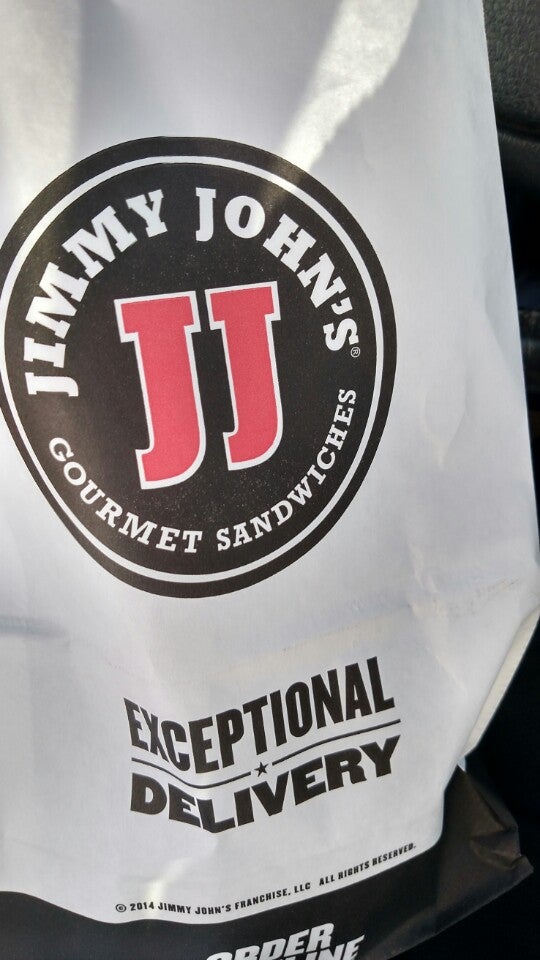 JIMMY JOHN'S®
JJ
GOURMET SANDWICHES
EXCEPTIONAL
DELIVERY
© 2014 JIMMY JOHN'S FRANCHISE, LLC ALL RIGHTS RESERVED.
ORDER